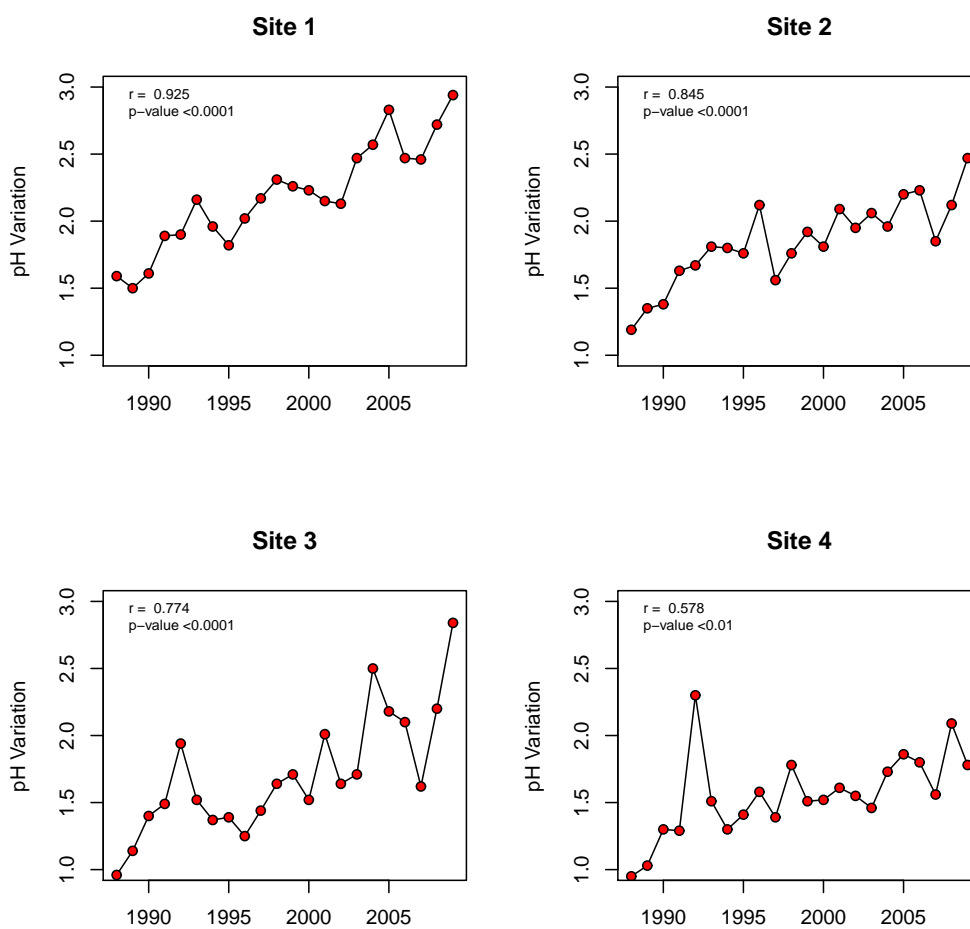 Site 1
r = 0.925
p−value <0.0001
pH Variation
3.0
2.5
2.0
1.5
1.0
1990 1995 2000 2005
Site 2
r = 0.845
p−value <0.0001
pH Variation
3.0
2.5
2.0
1.5
1.0
1990 1995 2000 2005
Site 3
r = 0.774
p−value <0.0001
pH Variation
3.0
2.5
2.0
1.5
1.0
1990 1995 2000 2005
Site 4
r = 0.578
p−value <0.01
pH Variation
3.0
2.5
2.0
1.5
1.0
1990 1995 2000 2005